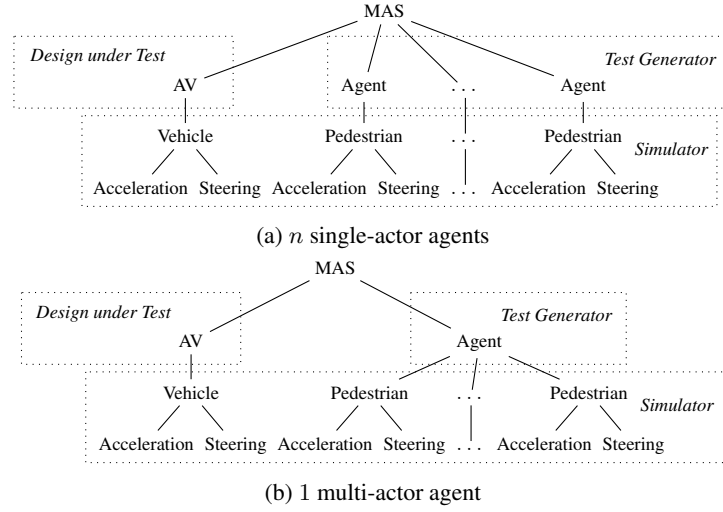 MAS
Design under Test
Test Generator
AV Agent ... Agent
Vehicle Pedestrian ... Pedestrian
Simulator
Acceleration Steering Acceleration Steering ... Acceleration Steering
(a) n single-actor agents
MAS
Design under Test
Test Generator
AV Agent
Vehicle Pedestrian ... Pedestrian
Simulator
Acceleration Steering Acceleration Steering ... Acceleration Steering
(b) 1 multi-actor agent